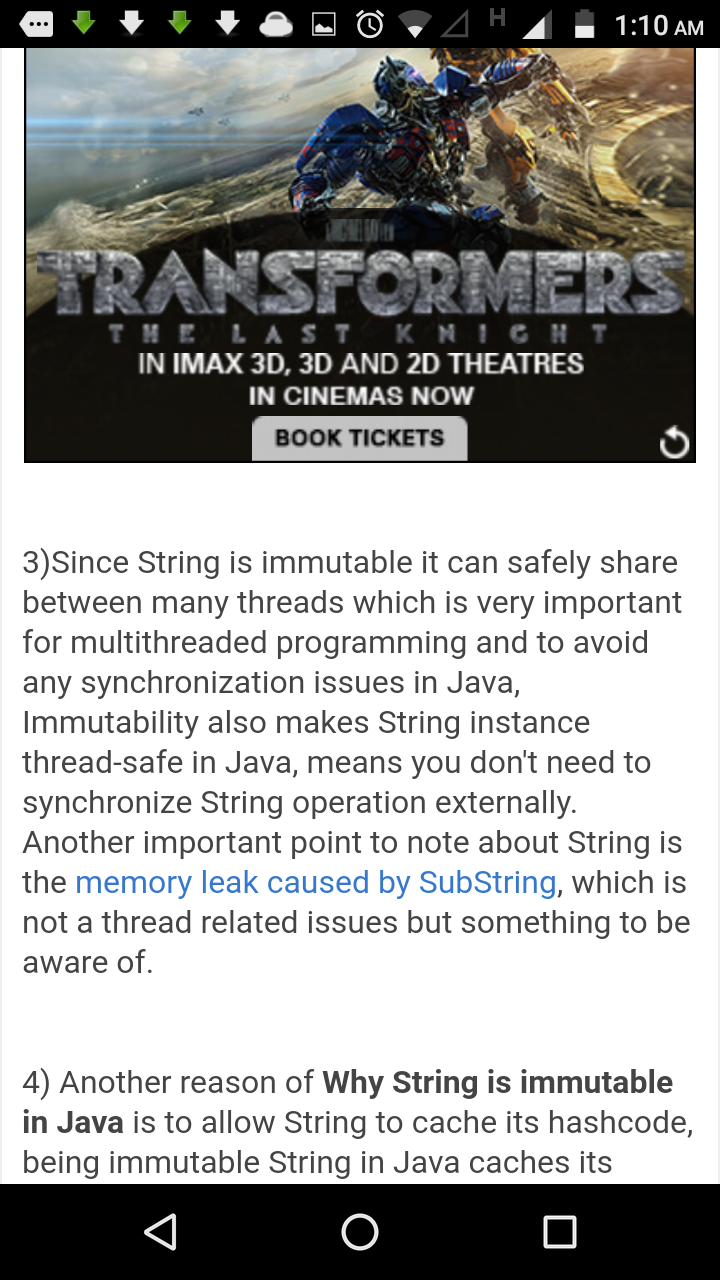 H 1:10 AM
TRANSFORMERS
THE LAST KNIGHT
IN IMAX 3D, 3D AND 2D THEATRES
IN CINEMAS NOW
BOOK TICKETS
3)Since String is immutable it can safely share
between many threads which is very important
for multithreaded programming and to avoid
any synchronization issues in Java,
Immutability also makes String instance
thread-safe in Java, means you don't need to
synchronize String operation externally.
Another important point to note about String is
the memory leak caused by SubString, which is
not a thread related issues but something to be
aware of.
4) Another reason of Why String is immutable
in Java is to allow String to cache its hashcode,
being immutable String in Java caches its